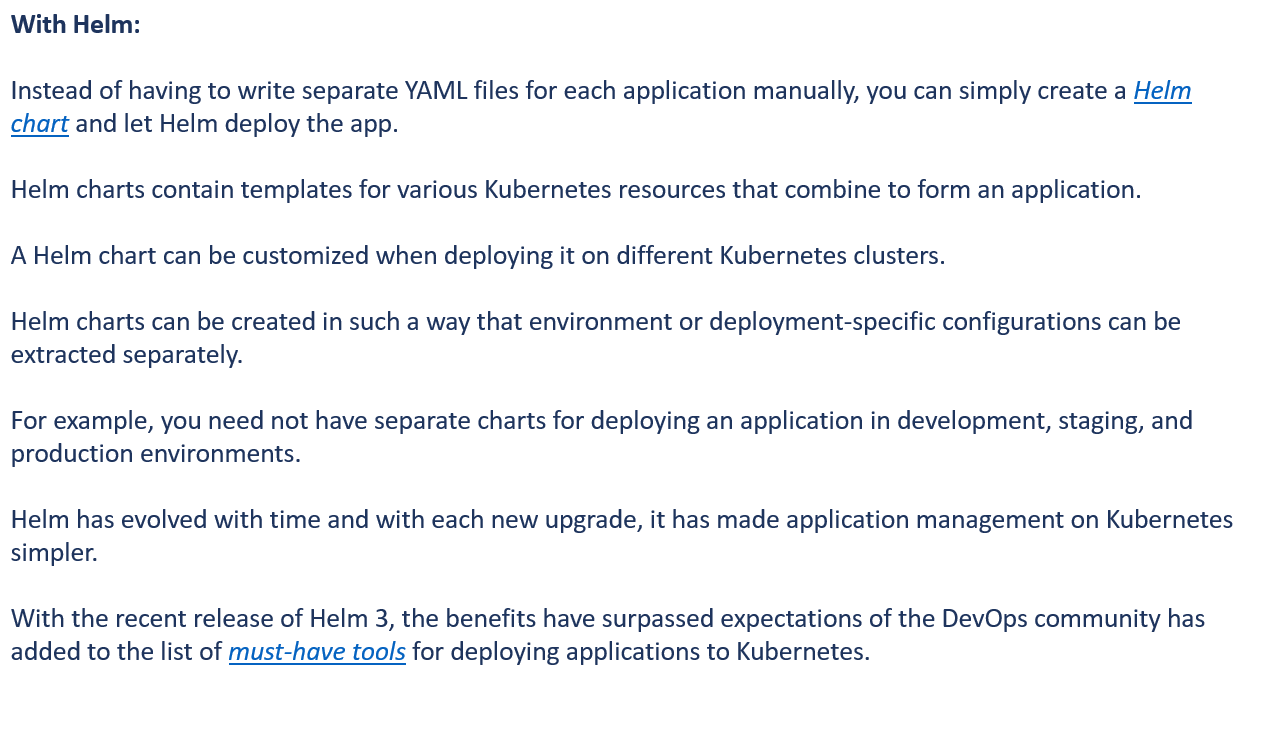 With Helm:
Instead of having to write separate YAML files for each application manually, you can simply create a Helm
chart and let Helm deploy the app.
Helm charts contain templates for various Kubernetes resources that combine to form an application.
A Helm chart can be customized when deploying it on different Kubernetes clusters.
Helm charts can be created in such a way that environment or deployment-specific configurations can be
extracted separately.
For example, you need not have separate charts for deploying an application in development, staging, and
production environments.
Helm has evolved with time and with each new upgrade, it has made application management on Kubernetes
simpler.
With the recent release of Helm 3, the benefits have surpassed expectations of the DevOps community has
added to the list of must-have tools for deploying applications to Kubernetes.